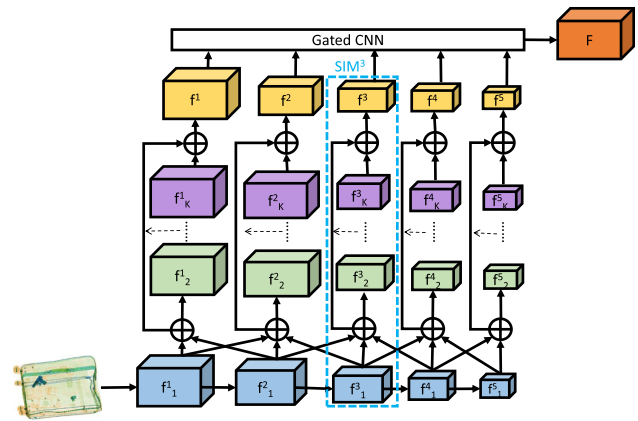 Gated CNN
F
SIM³
f¹ f² f³ f⁴ f⁵
f¹K f²K f³K f⁴K f⁵K
f¹2 f²2 f³2 f⁴2 f⁵2
f¹1 f²1 f³1 f⁴1 f⁵1